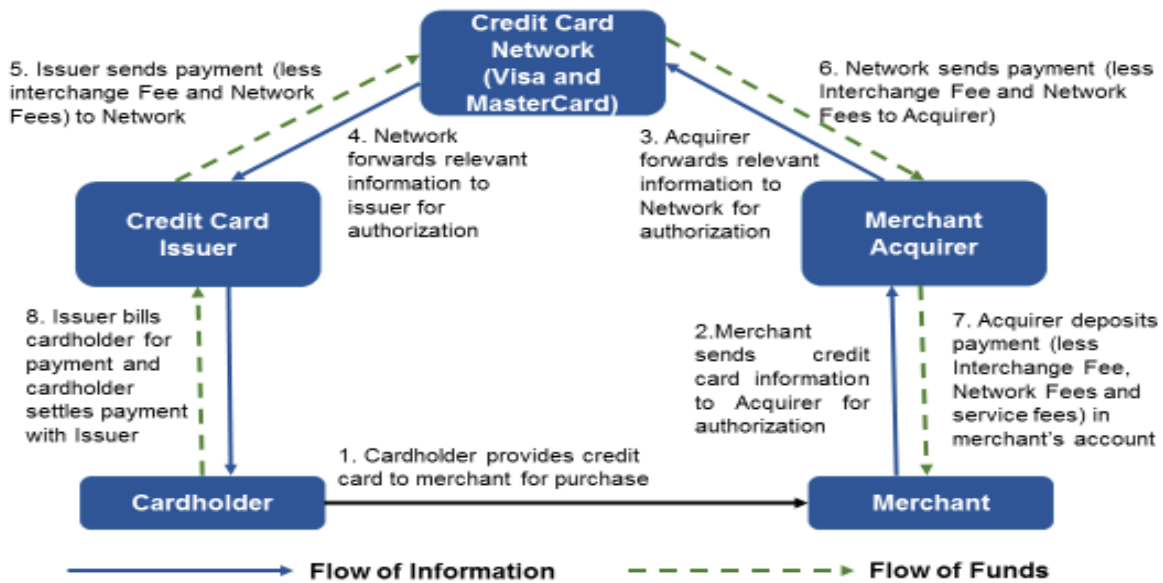 Credit Card
Network
(Visa and
MasterCard)
5. Issuer sends payment (less
interchange Fee and Network
Fees) to Network
6. Network sends payment (less
Interchange Fee and Network
Fees to Acquirer)
4. Network
forwards relevant
information to
issuer for
authorization
3. Acquirer
forwards relevant
information to
Network for
authorization
Credit Card
Issuer
Merchant
Acquirer
8. Issuer bills
cardholder for
payment and
cardholder
settles payment
with Issuer
2.Merchant
sends credit
card information
to Acquirer for
authorization
7. Acquirer deposits
payment (less
Interchange Fee,
Network Fees and
service fees) in
merchant's account
1. Cardholder provides credit
card to merchant for purchase
Cardholder
Merchant
Flow of Information
Flow of Funds